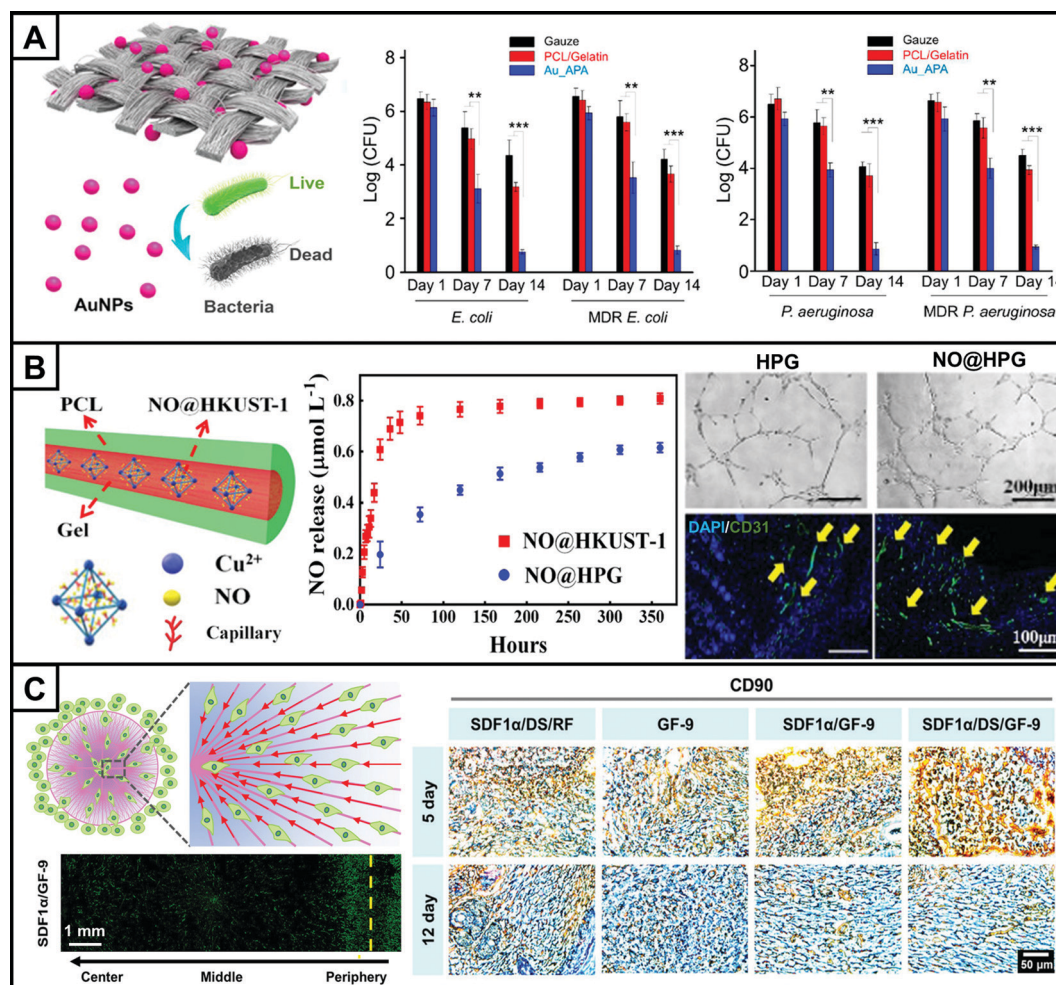 A
Live
Dead
AuNPs
Bacteria
Gauze
PCL/Gelatin
Au_APA
**
***
**
***
Log (CFU)
6
4
2
0
Day 1 Day 7 Day 14
Day 1 Day 7 Day 14
E. coli
MDR E. coli
Gauze
PCL/Gelatin
Au_APA
**
***
**
***
Log (CFU)
6
4
2
0
Day 1 Day 7 Day 14
Day 1 Day 7 Day 14
P. aeruginosa
MDR P. aeruginosa
B
PCL
NO@HKUST-1
Gel
Cu2+
NO
Capillary
NO release (μmol L−1)
0.8
0.6
0.4
0.2
0.0
NO@HKUST-1
NO@HPG
0 50 100 150 200 250 300 350
Hours
HPG
NO@HPG
200μm
DAPI/CD31
100μm
C
SDF1α/GF-9
1 mm
Center
Middle
Periphery
CD90
SDF1α/DS/RF
GF-9
SDF1α/GF-9
SDF1α/DS/GF-9
5 day
12 day
50 μm